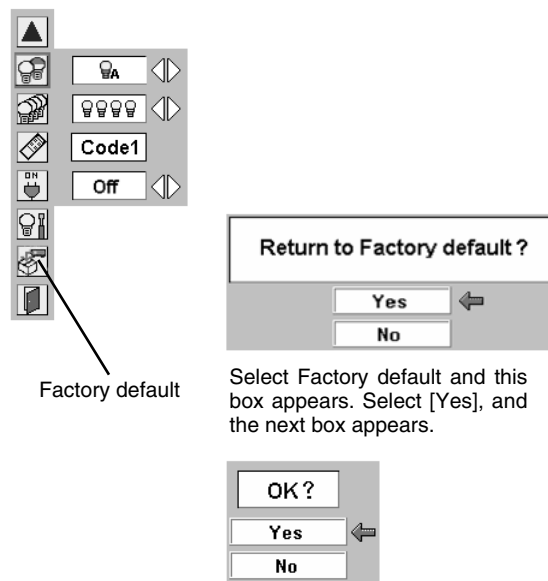 A
Code1
ON
Off
Factory default
Return to Factory default ?
Yes
No
Select Factory default and this
box appears. Select [Yes], and
the next box appears.
OK ?
Yes
No